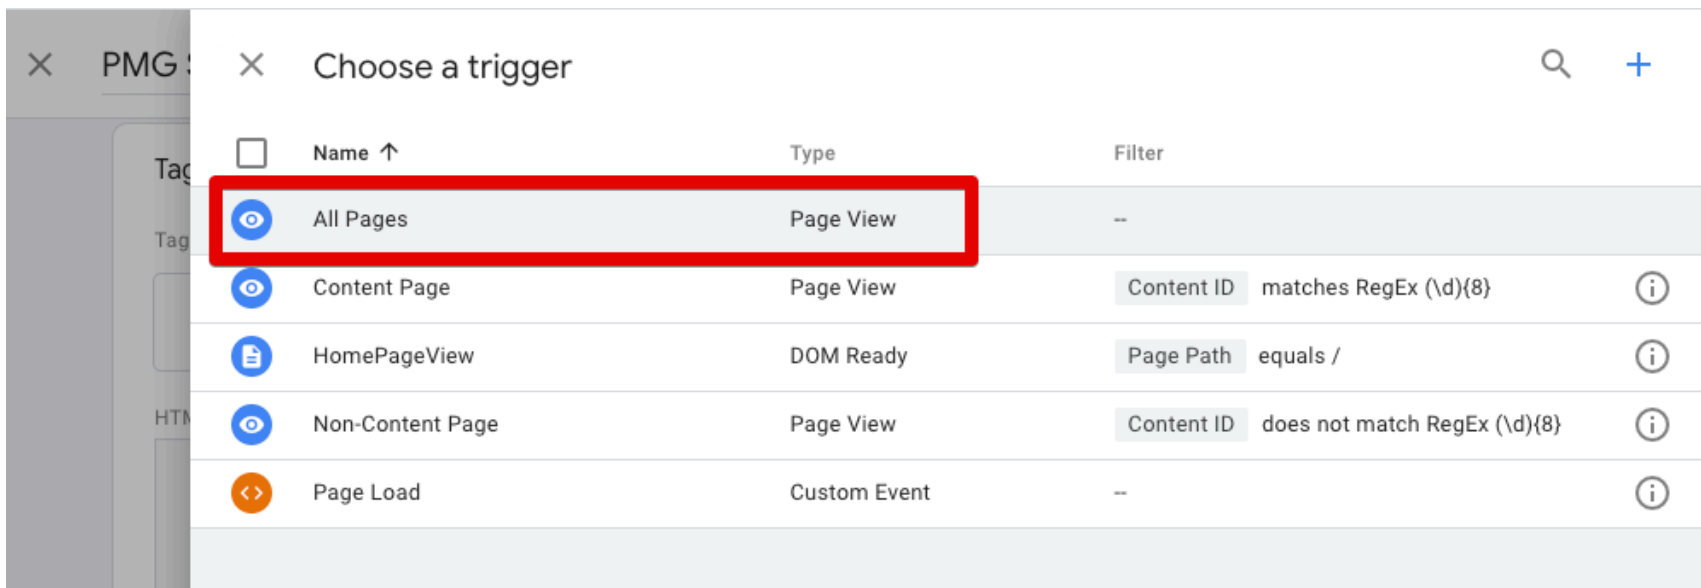 PMG S
Choose a trigger
Name Type Filter
Tag
All Pages Page View --
Tag
Content Page Page View Content ID matches RegEx (\d){8}
HomePageView DOM Ready Page Path equals /
HTM
Non-Content Page Page View Content ID does not match RegEx (\d){8}
Page Load Custom Event --